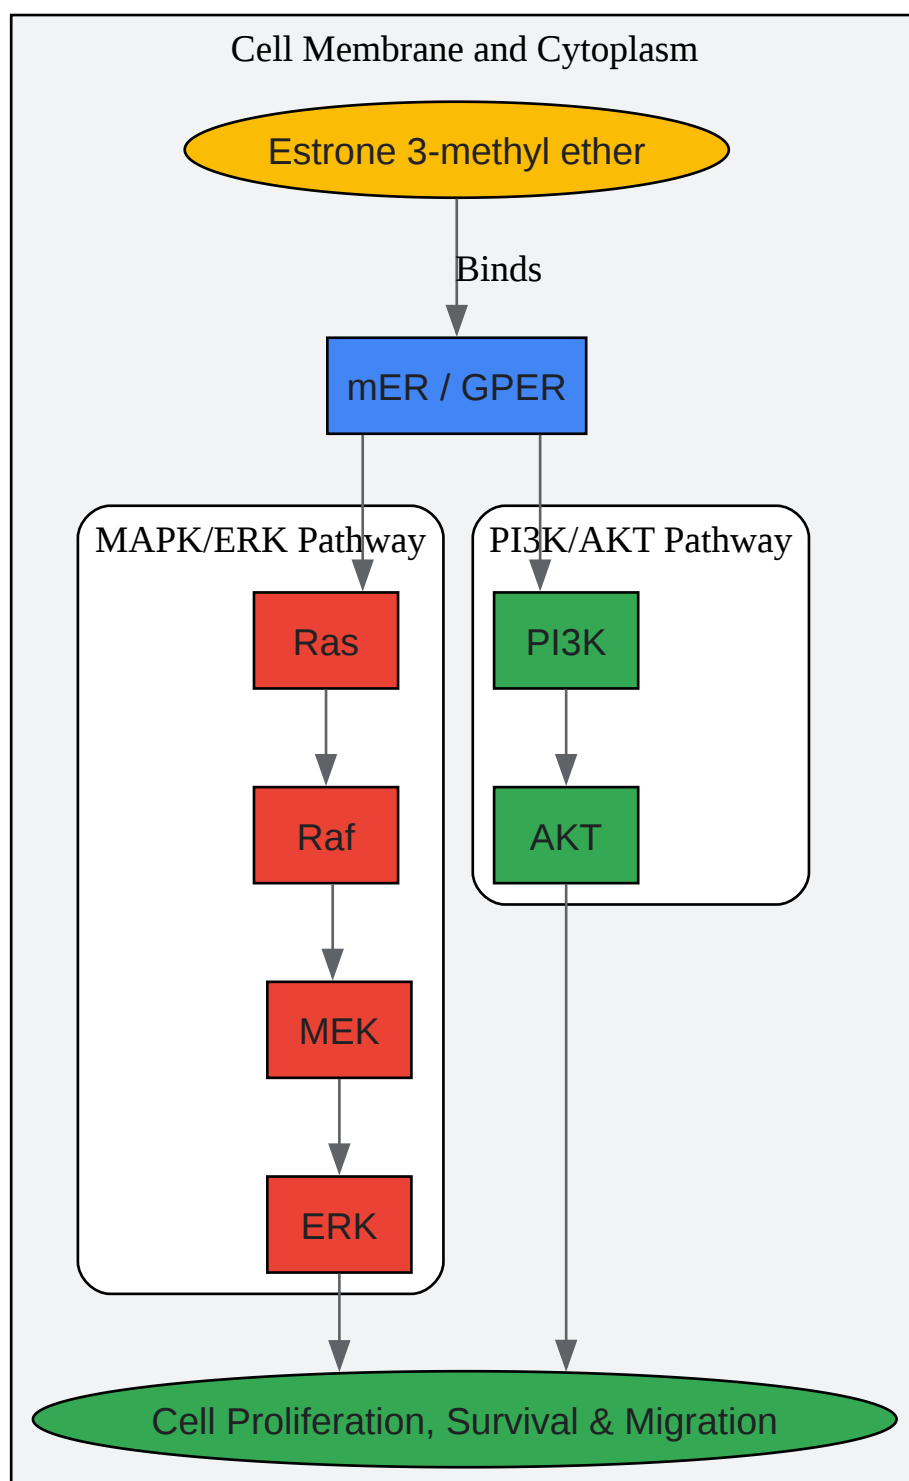 Cell Membrane and Cytoplasm
Estrone 3-methyl ether
Binds
mER / GPER
MAPK/ERK Pathway
PI3K/AKT Pathway
Ras
PI3K
Raf
AKT
MEK
ERK
Cell Proliferation, Survival & Migration